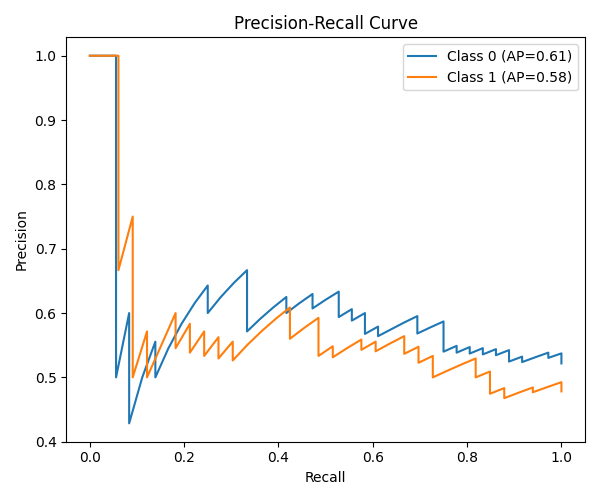 Precision-Recall Curve
Class 0 (AP=0.61)
Class 1 (AP=0.58)
Precision
1.0
0.9
0.8
0.7
0.6
0.5
0.4
0.0 0.2 0.4 0.6 0.8 1.0
Recall